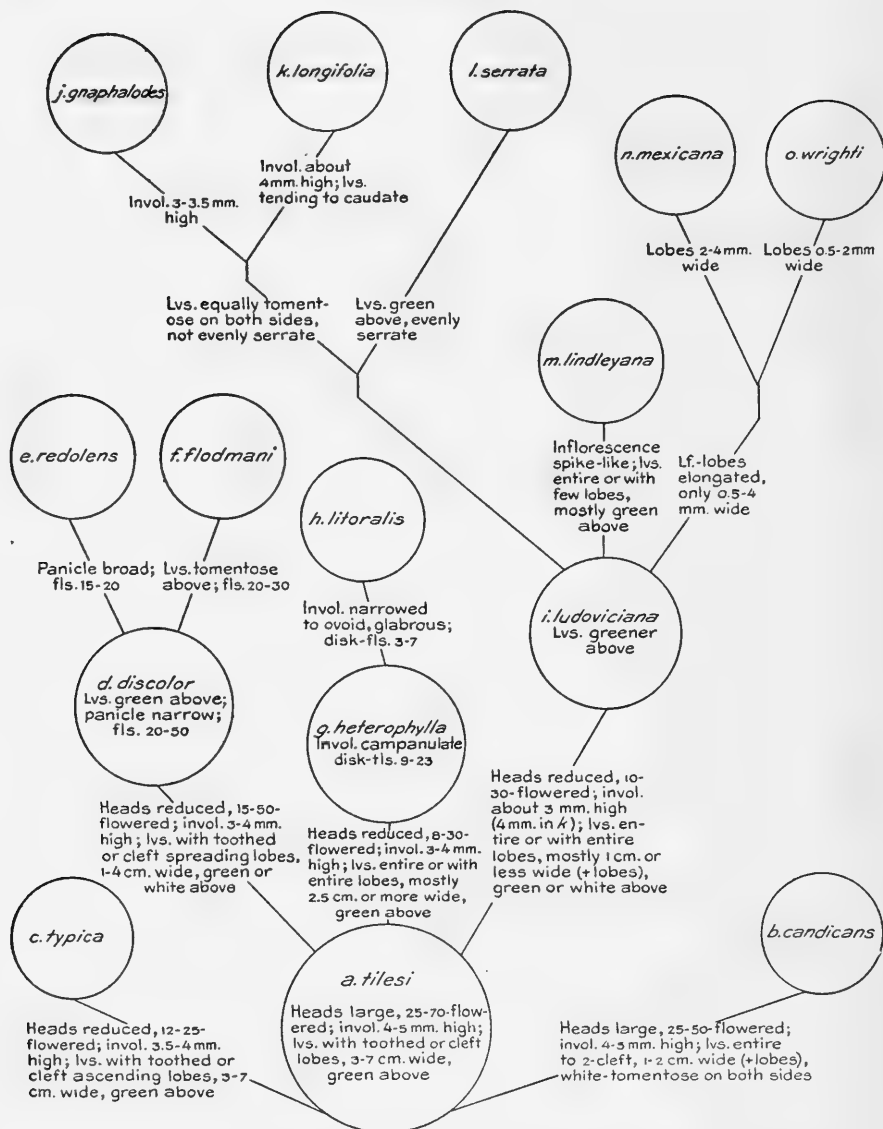 j. gnaphalodes
k. longifolia
l. serrata
n. mexicana
o. wrighti
Invol. 3-3.5 mm.
high
Invol. about
4mm. high; lvs.
tending to caudate
Lobes 2-4mm.
wide
Lobes 0.5-2mm
wide
Lvs. equally tomen-
tose on both sides,
not evenly serrate
Lvs. green
above, evenly
serrate
m. lindleyana
e. redolens
f. flodmani
h. litoralis
Inflorescence
spike-like; lvs.
entire or with
few lobes,
mostly green
above
Lf.-lobes
elongated,
only 0.5-4
mm. wide
Panicle broad;
fls. 15-20
Lvs. tomentose
above; fls. 20-30
Invol. narrowed
to ovoid, glabrous;
disk-fls. 3-7
i. ludoviciana
Lvs. greener
above
d. discolor
Lvs. green above;
panicle narrow;
fls. 20-50
g. heterophylla
Invol. campanulate
disk-fls. 9-23
Heads reduced, 15-50-
flowered; invol. 3-4 mm.
high; lvs. with toothed
or cleft spreading lobes,
1-4 cm. wide, green or
white above
Heads reduced, 8-30-
flowered; invol. 3-4 mm.
high; lvs. entire or with
entire lobes, mostly
2.5 cm. or more wide,
green above
Heads reduced, 10-
30-flowered; invol.
about 3 mm. high
(4 mm. in k); lvs. en-
tire or with entire
lobes, mostly 1 cm. or
less wide (+lobes),
green or white above
c. typica
a. tilesi
b. candicans
Heads reduced, 12-25-
flowered; invol. 3.5-4 mm.
high; lvs. with toothed or
cleft ascending lobes, 3-7
cm. wide, green above
Heads large, 25-70-flow-
ered; invol. 4-5 mm. high;
lvs. with toothed or cleft
lobes, 3-7 cm. wide,
green above
Heads large, 25-50-flowered;
invol. 4-5 mm. high; lvs. entire
to 2-cleft, 1-2 cm. wide (+lobes),
white-tomentose on both sides